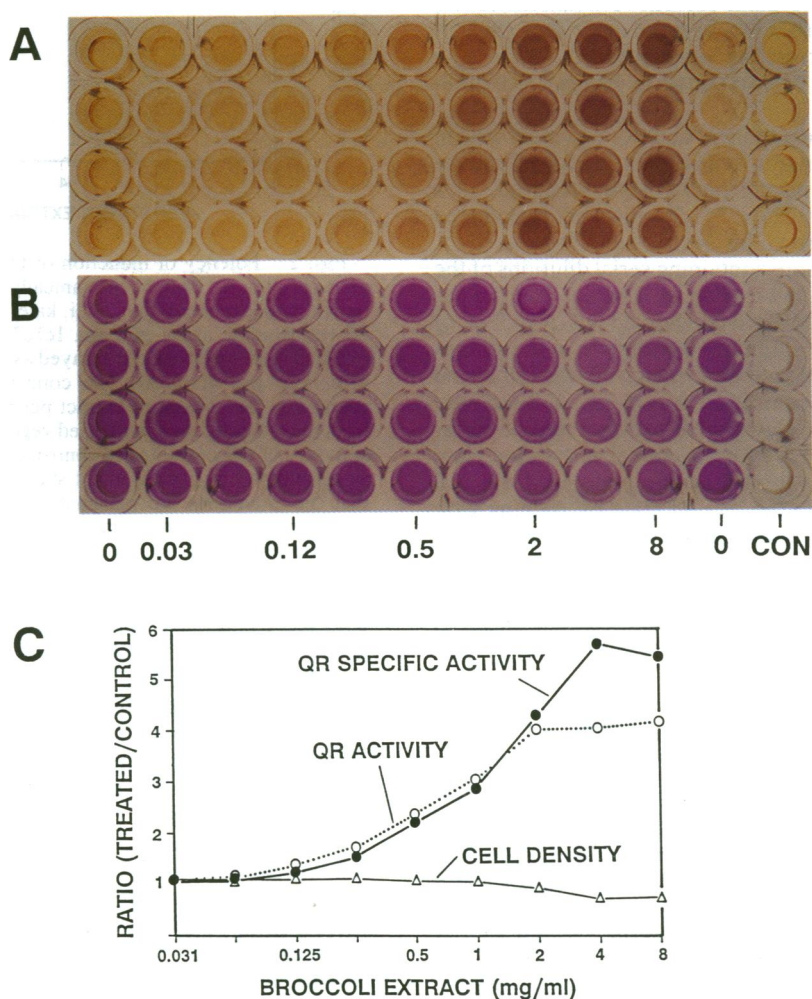 A
B
0 0.03 0.12 0.5 2 8 0 CON
C
RATIO (TREATED/CONTROL)
6
5
4
3
2
1
QR SPECIFIC ACTIVITY
QR ACTIVITY
CELL DENSITY
0.031 0.125 0.5 1 2 4 8
BROCCOLI EXTRACT (mg/ml)